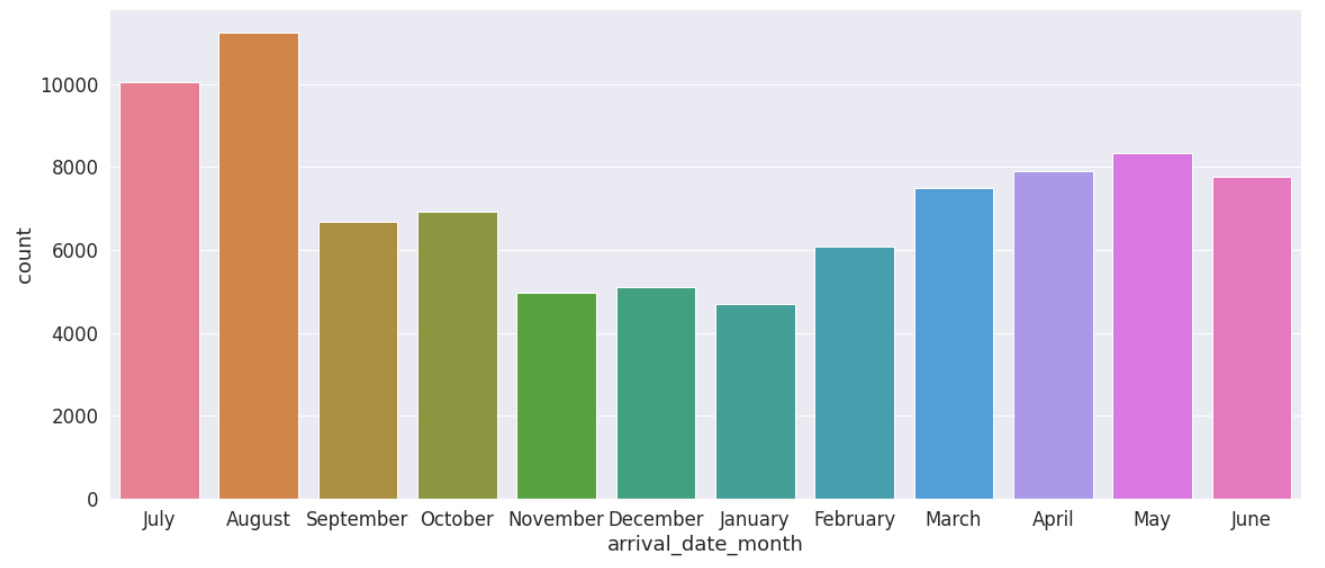 10000
8000
6000
4000
2000
0
count
July August September October November December January February March April May June
arrival_date_month